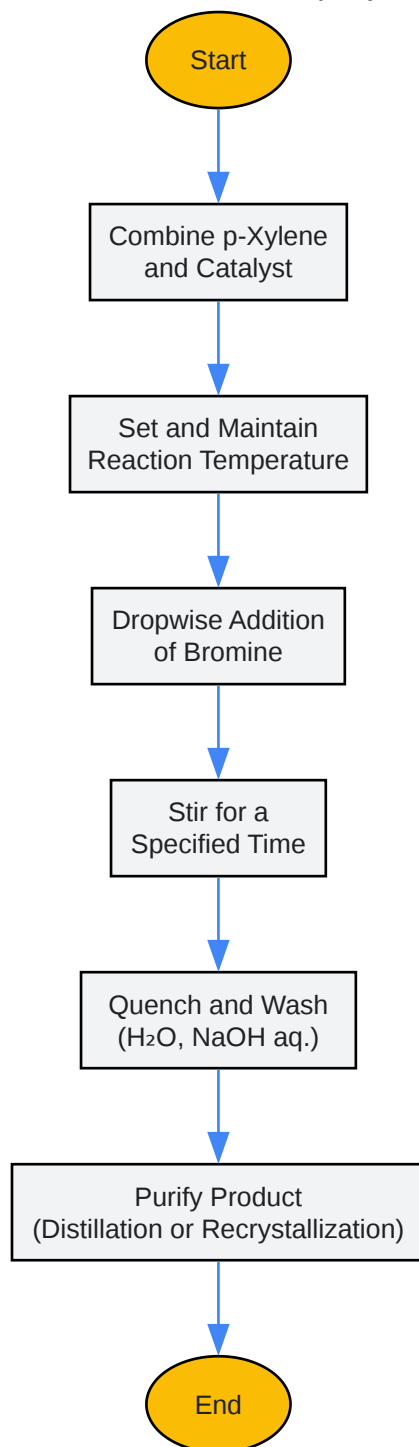 Start
Combine p-Xylene
and Catalyst
Set and Maintain
Reaction Temperature
Dropwise Addition
of Bromine
Stir for a
Specified Time
Quench and Wash
(H₂O, NaOH aq.)
Purify Product
(Distillation or Recrystallization)
End